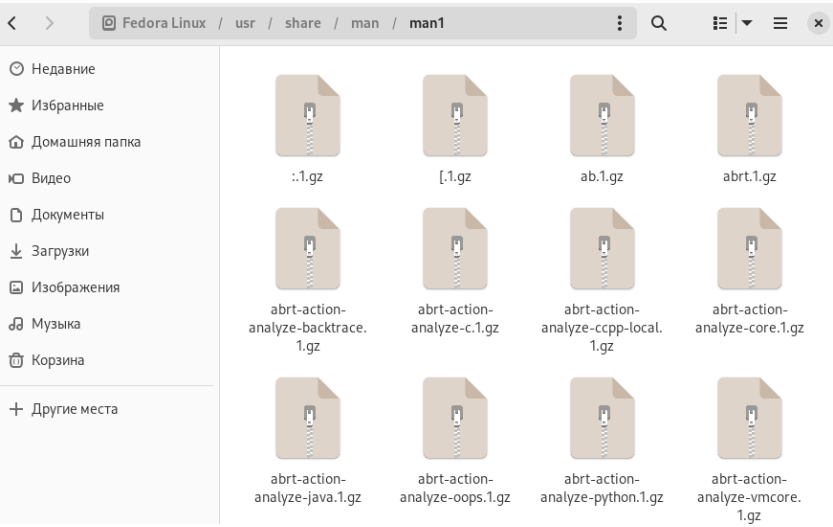 Fedora Linux / usr / share / man / man1
Недавние
Избранные
Домашняя папка
Видео
Документы
Загрузки
Изображения
Музыка
Корзина
Другие места
:.1.gz
[.1.gz
ab.1.gz
abrt.1.gz
abrt-action-
analyze-backtrace.
1.gz
abrt-action-
analyze-c.1.gz
abrt-action-
analyze-ccpp-local.
1.gz
abrt-action-
analyze-core.1.gz
abrt-action-
analyze-java.1.gz
abrt-action-
analyze-oops.1.gz
abrt-action-
analyze-python.1.gz
abrt-action-
analyze-vmcore.
1.gz